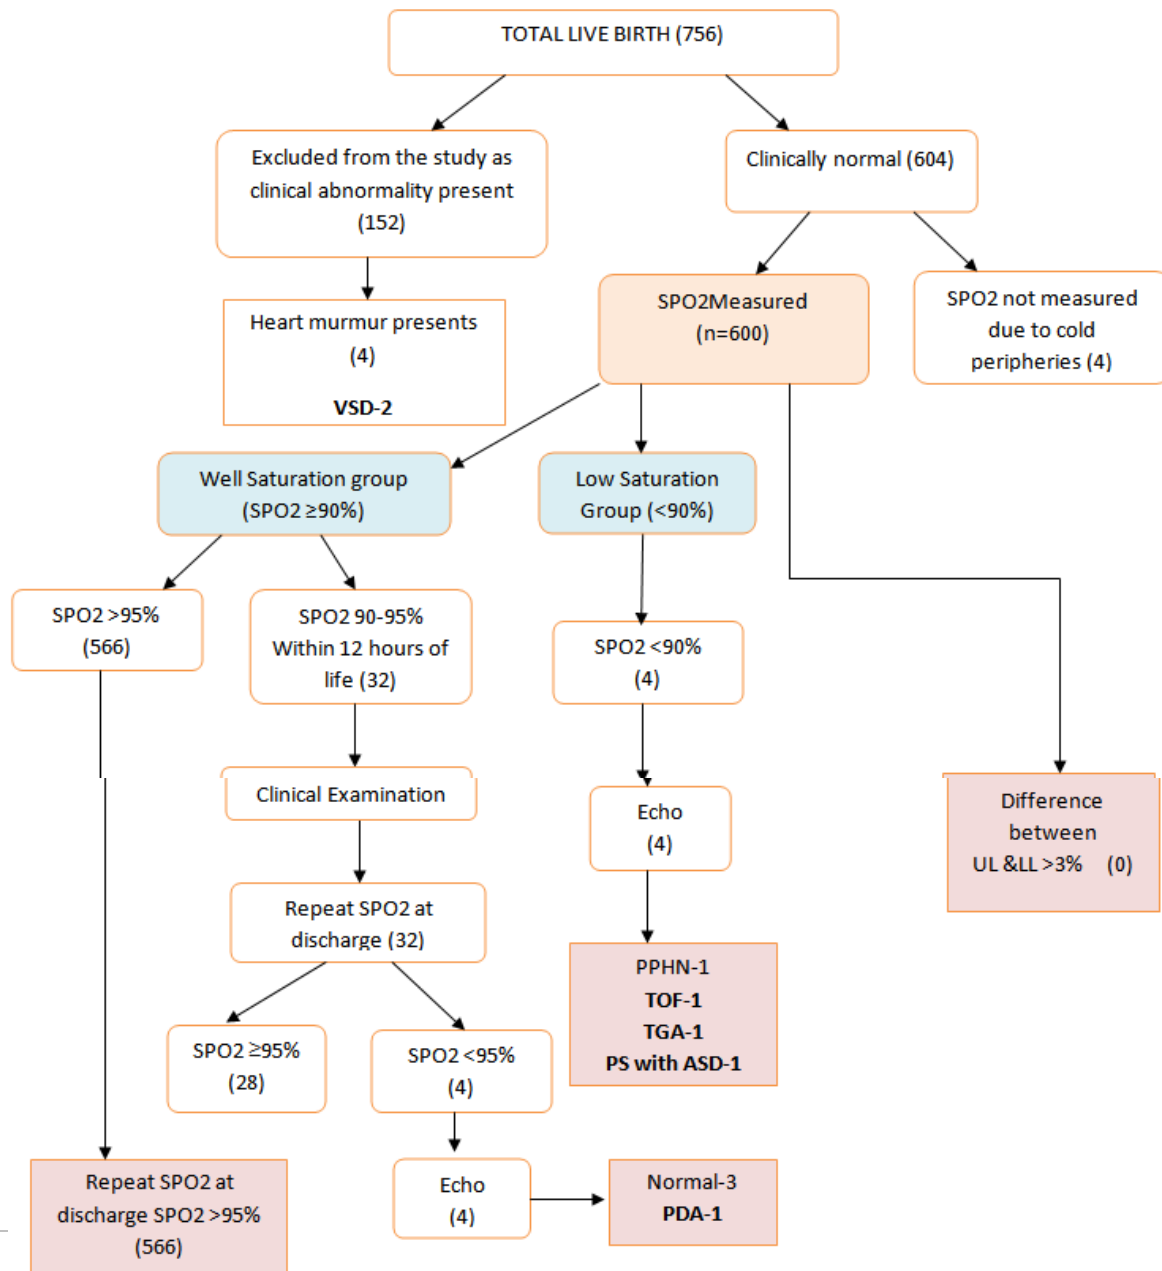 TOTAL LIVE BIRTH (756)
Excluded from the study as
clinical abnormality present
(152)
Clinically normal (604)
Heart murmur presents
(4)
VSD-2
SPO2Measured
(n=600)
SPO2 not measured
due to cold
peripheries (4)
Well Saturation group
(SPO2 ≥90%)
Low Saturation
Group (<90%)
SPO2 >95%
(566)
SPO2 90-95%
Within 12 hours of
life (32)
SPO2 <90%
(4)
Clinical Examination
Echo
(4)
Difference
between
UL &LL >3% (0)
Repeat SPO2 at
discharge (32)
PPHN-1
TOF-1
TGA-1
PS with ASD-1
SPO2 ≥95%
(28)
SPO2 <95%
(4)
Repeat SPO2 at
discharge SPO2 >95%
(566)
Echo
(4)
Normal-3
PDA-1